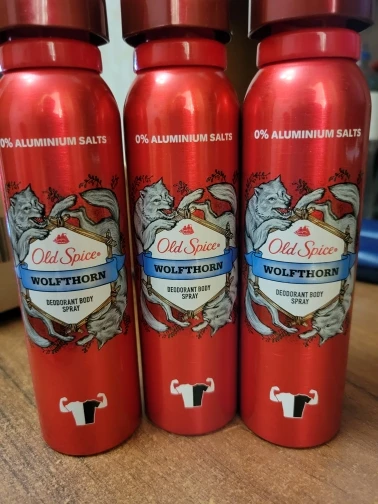 0% ALUMINIUM SALTS
Old Spice
WOLFTHORN
DEODORANT BODY
SPRAY
0% ALUMINIUM SALTS
Old Spice
WOLFTHORN
DEODORANT BODY
SPRAY
0% ALUMINIUM SALTS
Old Spice
WOLFTHORN
DEODORANT BODY
SPRAY